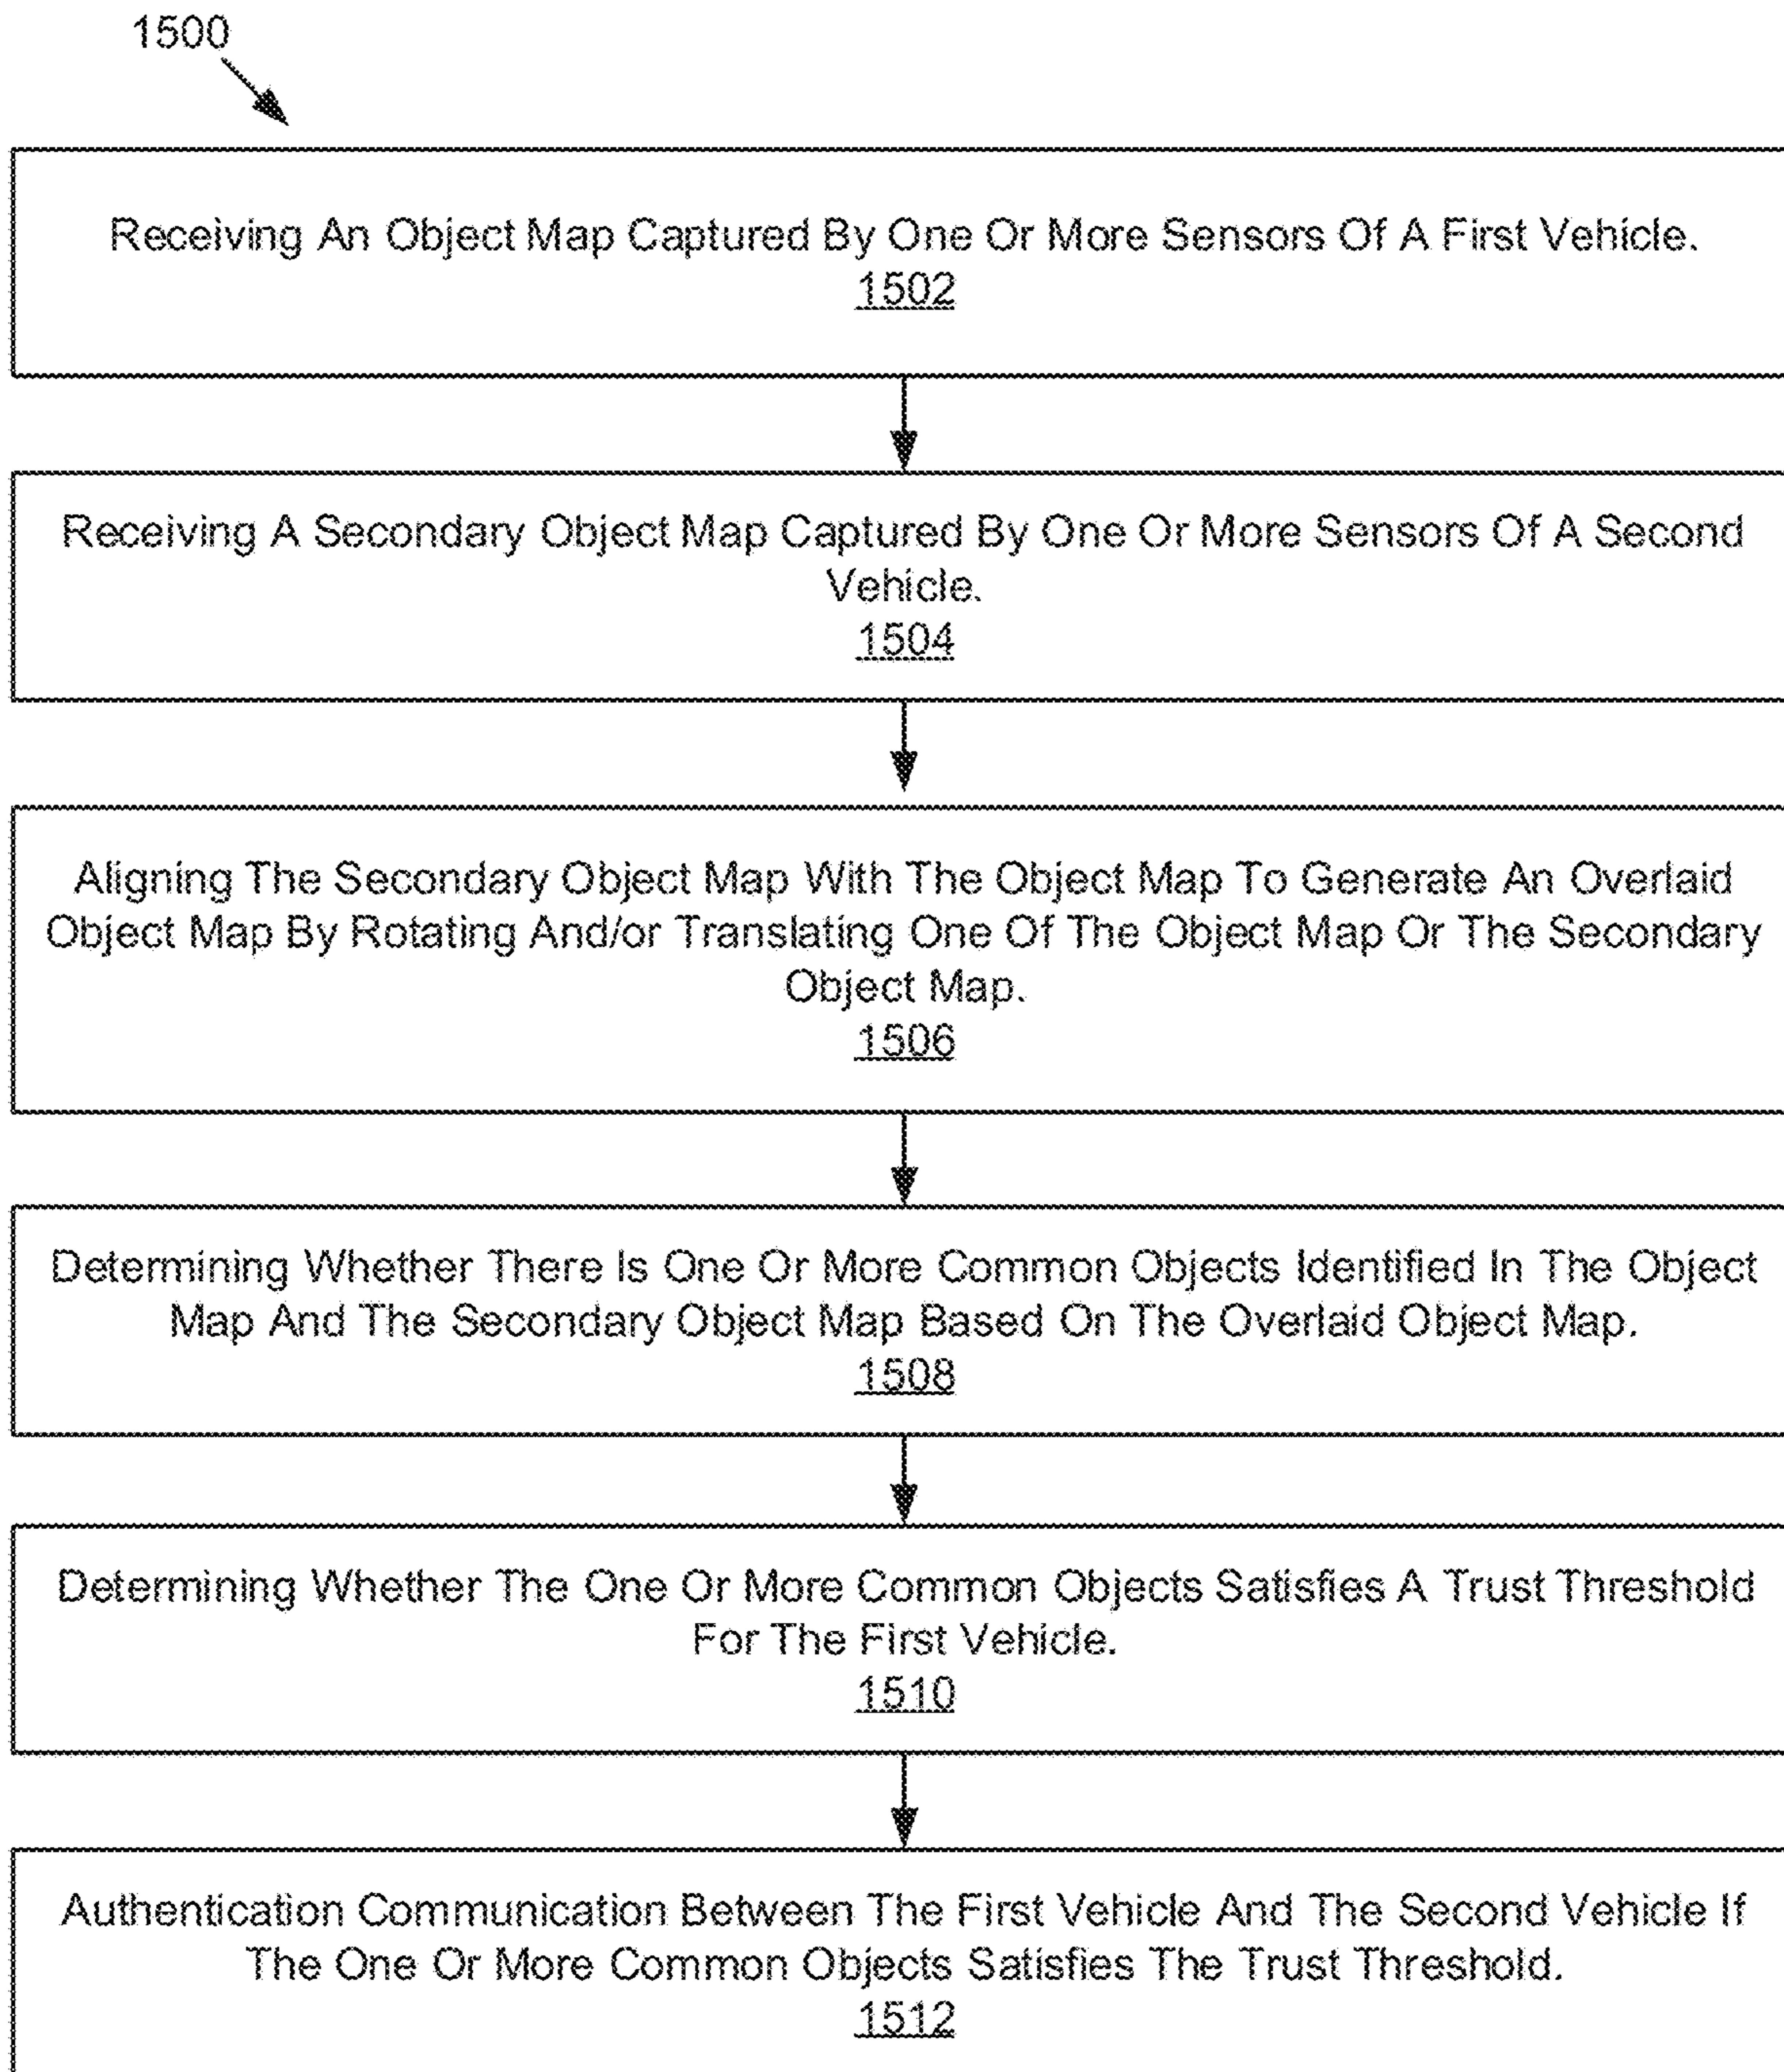 1500
Receiving An Object Map Captured By One Or More Sensors Of A First Vehicle.
1502
Receiving A Secondary Object Map Captured By One Or More Sensors Of A Second
Vehicle.
1504
Aligning The Secondary Object Map With The Object Map To Generate An Overlaid
Object Map By Rotating And/or Translating One Of The Object Map Or The Secondary
Object Map.
1506
Determining Whether There Is One Or More Common Objects Identified In The Object
Map And The Secondary Object Map Based On The Overlaid Object Map.
1508
Determining Whether The One Or More Common Objects Satisfies A Trust Threshold
For The First Vehicle.
1510
Authentication Communication Between The First Vehicle And The Second Vehicle If
The One Or More Common Objects Satisfies The Trust Threshold.
1512